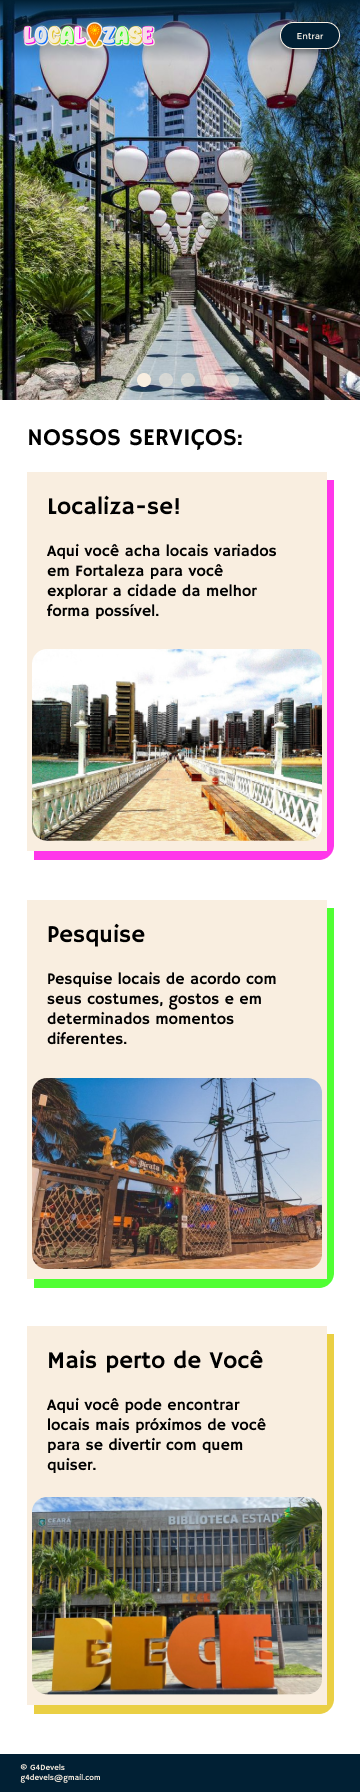 LOCALIZASE
Entrar
NOSSOS SERVIÇOS:
Localiza-se!
Aqui você acha locais variados
em Fortaleza para você
explorar a cidade da melhor
forma possível.
Pesquise
Pesquise locais de acordo com
seus costumes, gostos e em
determinados momentos
diferentes.
Pirata
Mais perto de Você
Aqui você pode encontrar
locais mais próximos de você
para se divertir com quem
quiser.
CEARÁ
BIBLIOTECA ESTAD
BECE
BECE
© G4Devels
g4devels@gmail.com